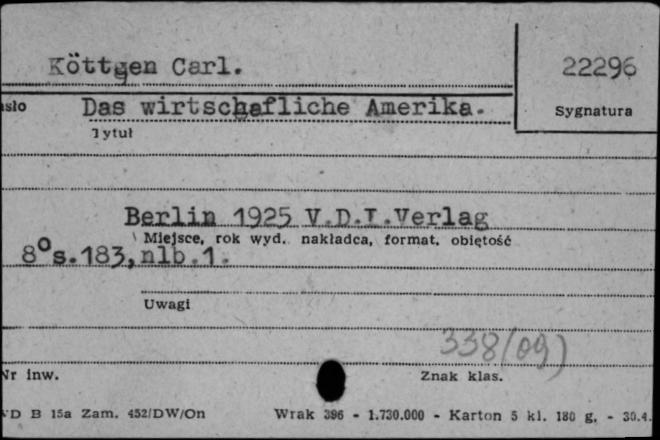 Köttgen Carl.
22296
Das wirtschafliche Amerika.
Sygnatura
Tytuł
Berlin 1925 V.D.I.Verlag
Miejsce, rok wyd. nakładca, format. obiętość
8⁰s.183,nlb.1.
Uwagi
338(09)
Nr inw.
Znak klas.
D B 15a Zam. 452/DW/On Wrak 396 - 1.730.000 - Karton 5 kl. 180 g. - 30.4.